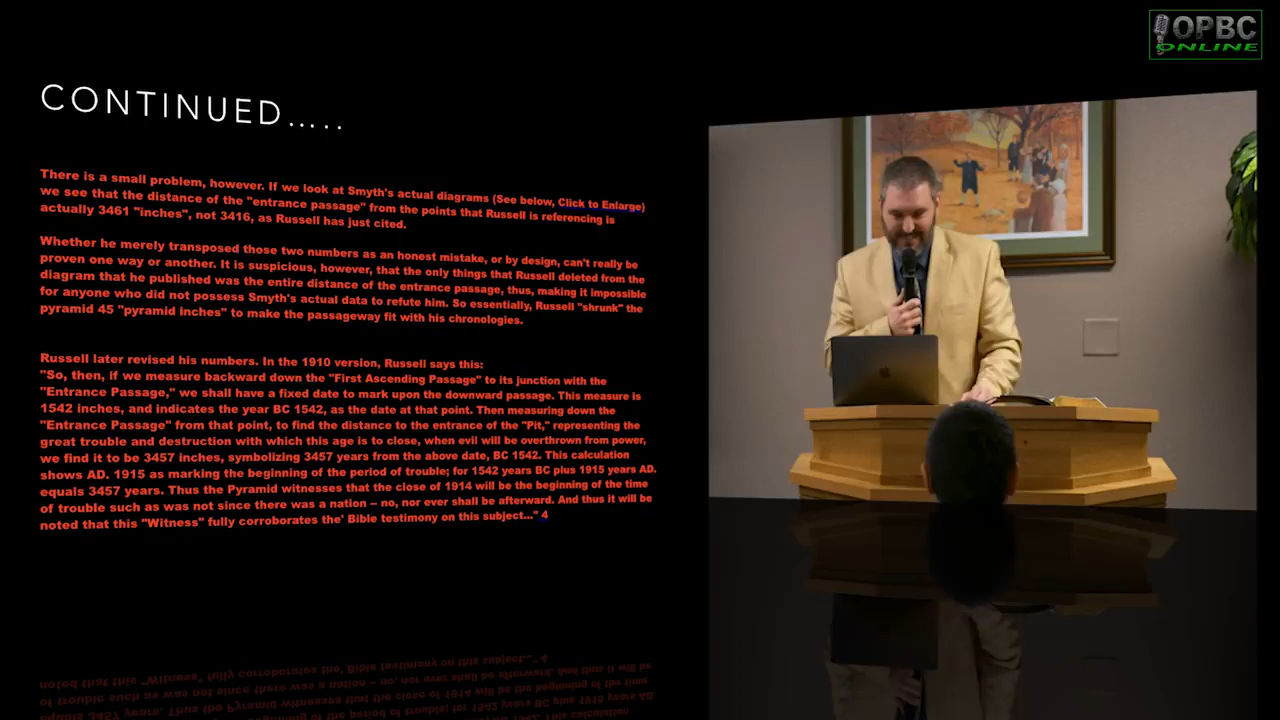 OPBC
ONLINE
CONTINUED.....
There is a small problem, however. If we look at Smyth's actual diagrams (See below, Click to Enlarge)
we see that the distance of the "entrance passage" from the points that Russell is referencing is
actually 3461 "inches", not 3416, as Russell has just cited.
Whether he merely transposed those two numbers as an honest mistake, or by design, can't really be
proven one way or another. It is suspicious, however, that the only things that Russell deleted from the
diagram that he published was the entire distance of the entrance passage, thus, making it impossible
for anyone who did not possess Smyth's actual data to refute him. So essentially, Russell "shrunk" the
pyramid 45 "pyramid inches" to make the passageway fit with his chronologies.
Russell later revised his numbers. In the 1910 version, Russell says this:
"So, then, if we measure backward down the "First Ascending Passage" to its junction with the
"Entrance Passage," we shall have a fixed date to mark upon the downward passage. This measure is
1542 inches, and indicates the year BC 1542, as the date at that point. Then measuring down the
"Entrance Passage" from that point, to find the distance to the entrance of the "Pit," representing the
great trouble and destruction with which this age is to close, when evil will be overthrown from power,
we find it to be 3457 inches, symbolizing 3457 years from the above date, BC 1542. This calculation
shows AD. 1915 as marking the beginning of the period of trouble; for 1542 years BC plus 1915 years AD.
equals 3457 years. Thus the Pyramid witnesses that the close of 1914 will be the beginning of the time
of trouble such as was not since there was a nation – no, nor ever shall be afterward. And thus it will be
noted that this "Witness" fully corroborates the' Bible testimony on this subject..." 4